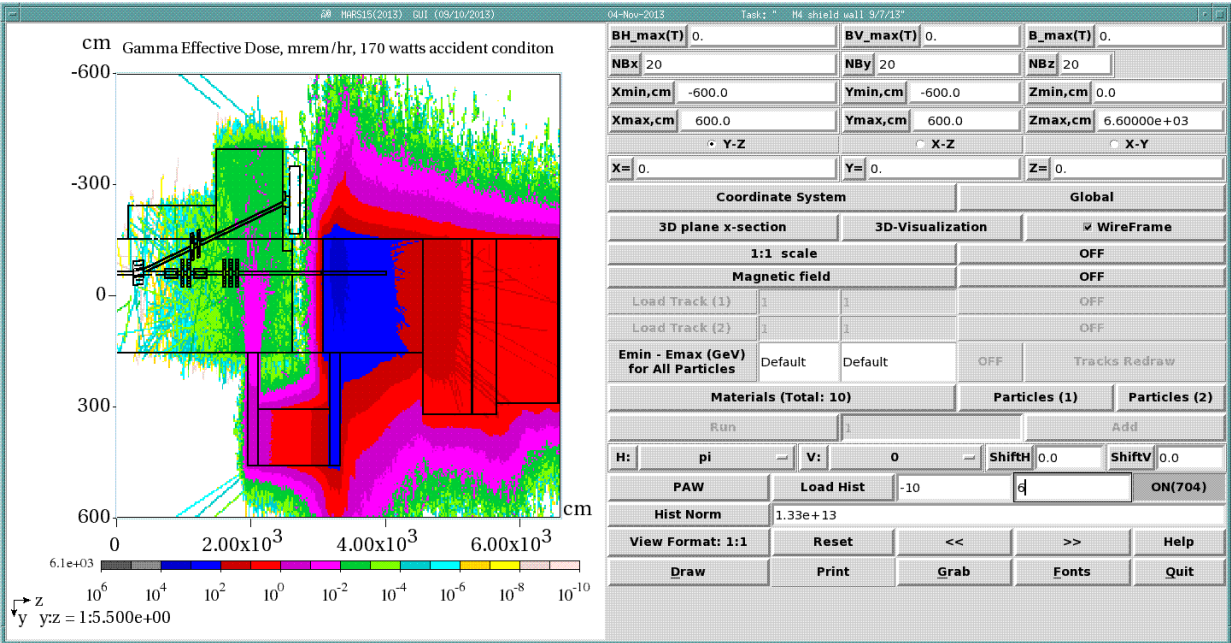 MARS15(2013) GUI (09/10/2013) 04-Nov-2013 Task: " M4 shield wall 9/7/13"
cm Gamma Effective Dose, mrem/hr, 170 watts accident conditon
-600
-300
0
300
600
cm
0 2.00x10³ 4.00x10³ 6.00x10³
6.1e+03
10⁶ 10⁴ 10² 10⁰ 10⁻² 10⁻⁴ 10⁻⁶ 10⁻⁸ 10⁻¹⁰
z
y y:z = 1:5.500e+00
BH_max(T) 0. BV_max(T) 0. B_max(T) 0.
NBx 20 NBy 20 NBz 20
Xmin,cm -600.0 Ymin,cm -600.0 Zmin,cm 0.0
Xmax,cm 600.0 Ymax,cm 600.0 Zmax,cm 6.60000e+03
Y-Z X-Z X-Y
X= 0. Y= 0. Z= 0.
Coordinate System Global
3D plane x-section 3D-Visualization WireFrame
1:1 scale OFF
Magnetic field OFF
Load Track (1) 1 1 OFF
Load Track (2) 1 1 OFF
Emin - Emax (GeV)
for All Particles Default Default OFF Tracks Redraw
Materials (Total: 10) Particles (1) Particles (2)
Run 1 Add
H: pi V: 0 ShiftH 0.0 ShiftV 0.0
PAW Load Hist -10 6 ON(704)
Hist Norm 1.33e+13
View Format: 1:1 Reset << >> Help
Draw Print Grab Fonts Quit